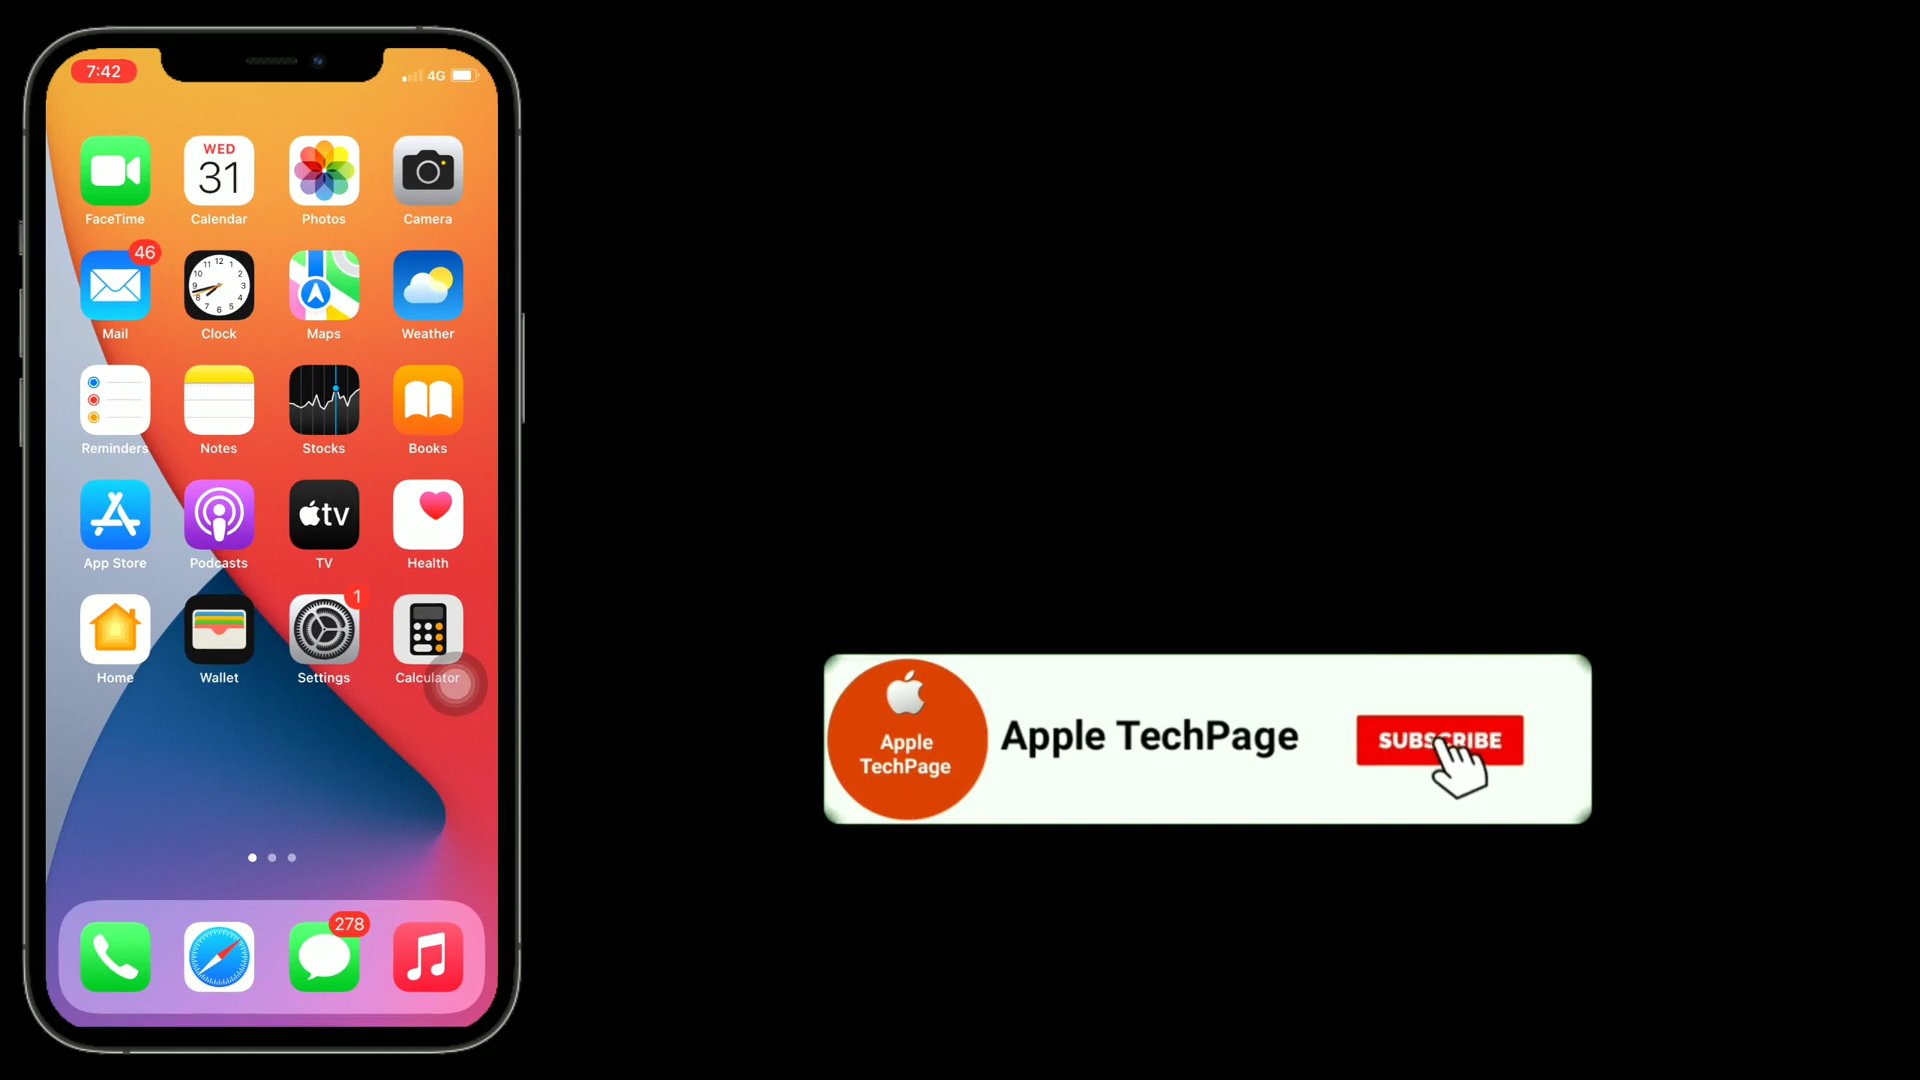 7:42
4G
WED
31
FaceTime
Calendar
Photos
Camera
46
12
Mail
Clock
Maps
Weather
Reminders
Notes
Stocks
Books
tv
App Store
Podcasts
TV
Health
1
Home
Wallet
Settings
Calculator
278
Apple
TechPage
Apple TechPage
SUBSCRIBE